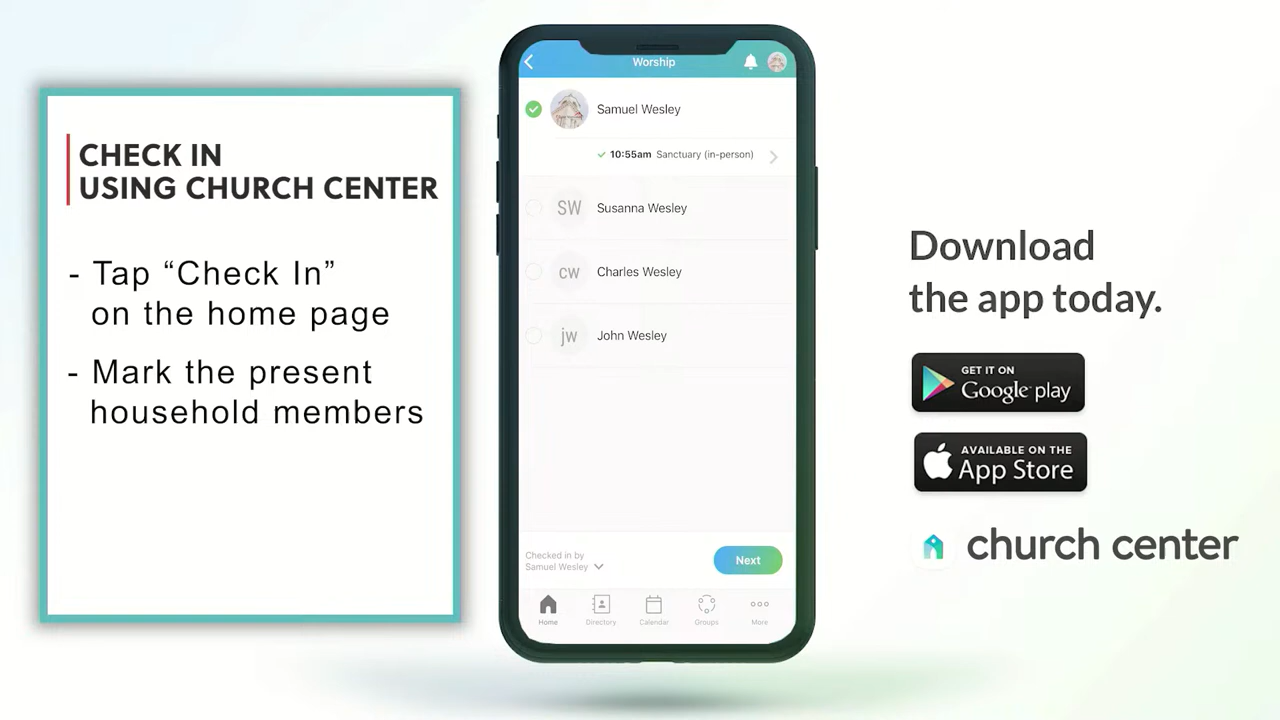 CHECK IN
USING CHURCH CENTER
- Tap “Check In”
on the home page
- Mark the present
household members
Worship
Samuel Wesley
10:55am Sanctuary (in-person)
SW Susanna Wesley
CW Charles Wesley
jw John Wesley
Checked in by
Samuel Wesley
Next
Home Directory Calendar Groups More
Download
the app today.
GET IT ON
Google play
AVAILABLE ON THE
App Store
church center